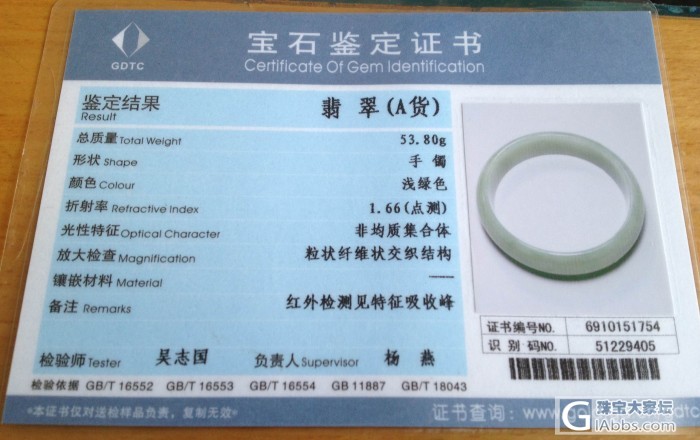 GDTC
宝石鉴定证书
Certificate Of Gem Identification
鉴定结果 Result 翡 翠(A货)
总质量 Total Weight 53.80g
形状 Shape 手 镯
颜色 Colour 浅绿色
折射率 Refractive Index 1.66(点测)
光性特征 Optical Character 非均质集合体
放大检查 Magnification 粒状纤维状交织结构
镶嵌材料 Material ——
备注 Remarks 红外检测见特征吸收峰
证书编号NO. 6910151754
识 别 码NO. 51229405
检验师 Tester 吴志国 负责人 Supervisor 杨 燕
检验依据 GB/T 16552 GB/T 16553 GB/T 16554 GB 11887 GB/T 18043
•本证书仅对送检样品负责，复制无效•
证书查询：www.g
珠宝大家坛
iAibbs.com